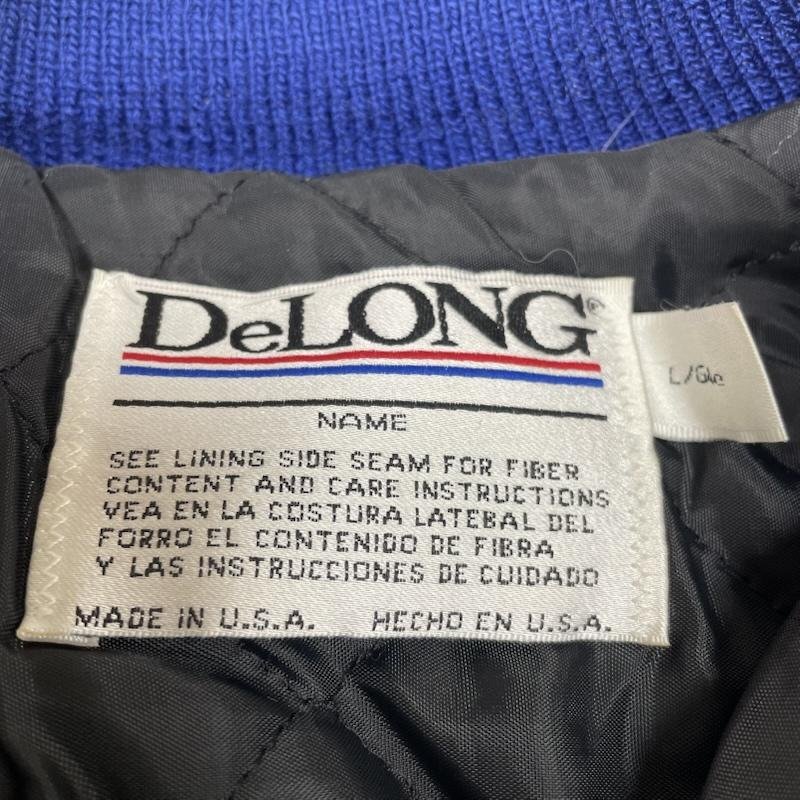 DeLONG®
L/Gde
NAME
SEE LINING SIDE SEAM FOR FIBER
CONTENT AND CARE INSTRUCTIONS
VEA EN LA COSTURA LATEBAL DEL
FORRO EL CONTENIDO DE FIBRA
Y LAS INSTRUCCIONES DE CUIDADO
MADE IN U.S.A. HECHO EN U.S.A.